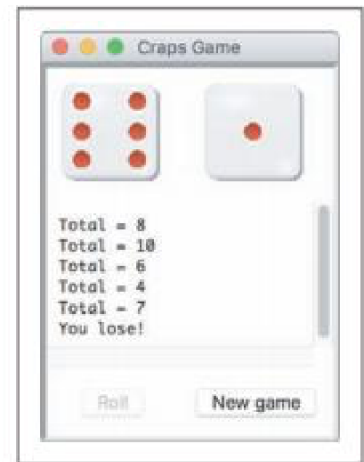 Craps Game
Total = 8
Total = 10
Total = 6
Total = 4
Total = 7
You lose!
Roll New game